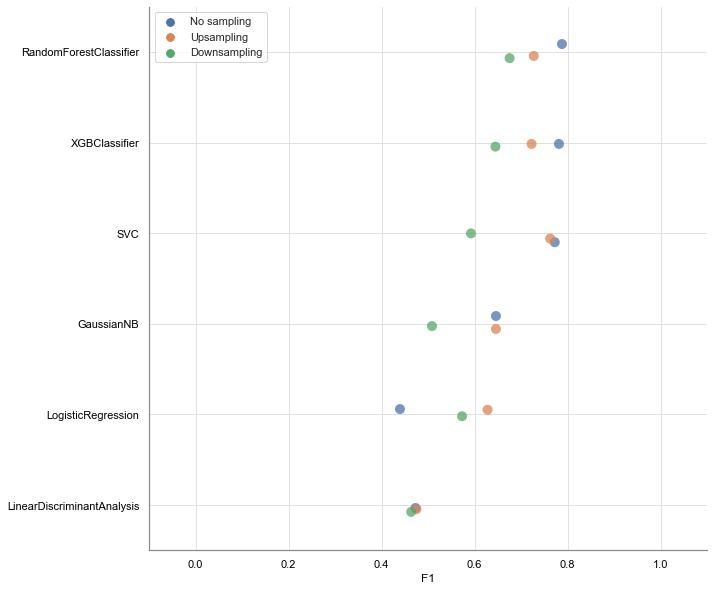 No sampling
Upsampling
Downsampling
RandomForestClassifier
XGBClassifier
SVC
GaussianNB
LogisticRegression
LinearDiscriminantAnalysis
0.0 0.2 0.4 0.6 0.8 1.0
F1